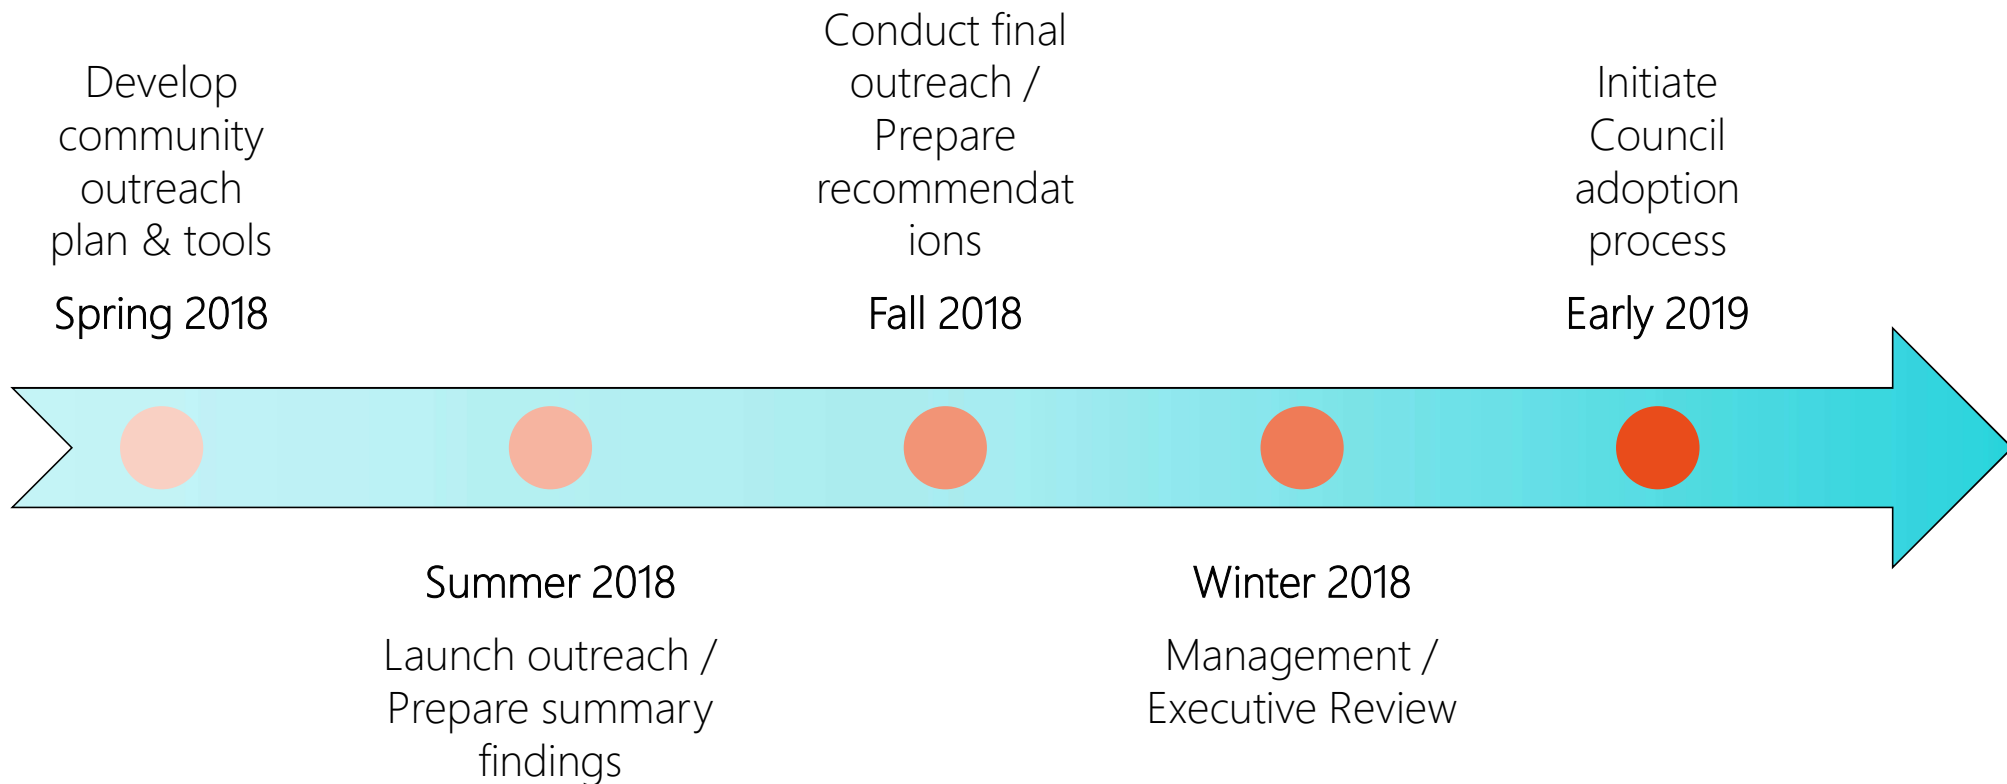 Develop
community
outreach
plan & tools
Spring 2018
Summer 2018
Launch outreach /
Prepare summary
findings
Conduct final
outreach /
Prepare
recommendat
ions
Fall 2018
Winter 2018
Management /
Executive Review
Initiate
Council
adoption
process
Early 2019